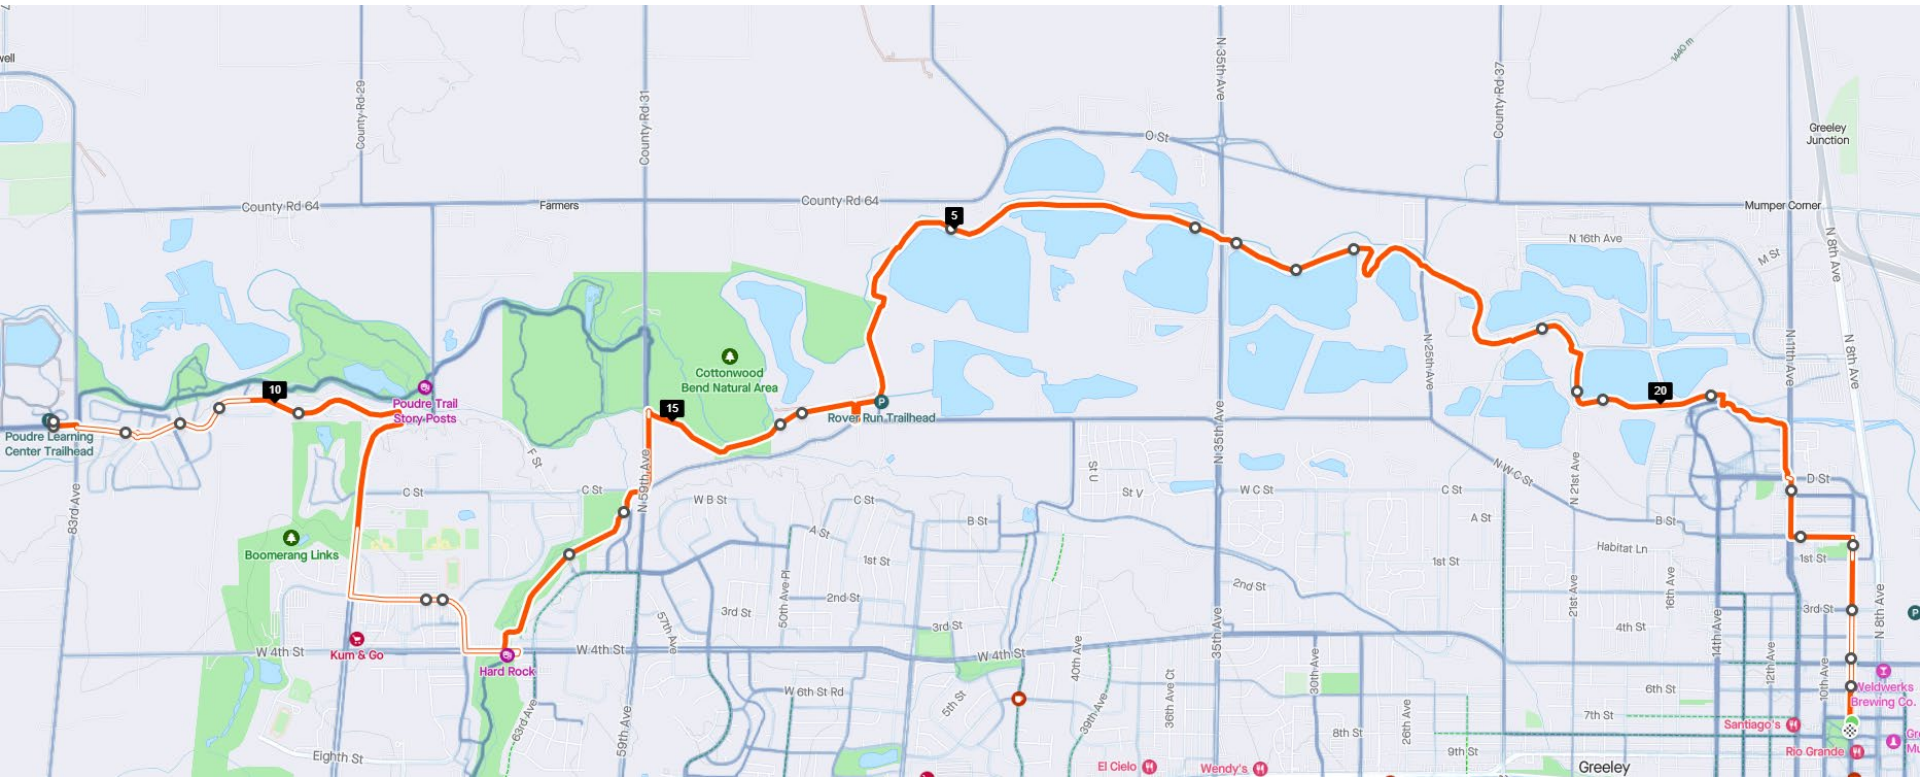 well
County Rd 29
County Rd 31
N 35th Ave
County Rd 37
1440 m
Greeley
Junction
O St
County Rd 64
Farmers
County Rd 64
Mumper Corner
5
N 16th Ave
M St
N 8th Ave
Cottonwood
Bend Natural Area
10
Poudre Trail
Story Posts
15
Rover Run Trailhead
N 25th Ave
20
N 11th Ave
N 8th Ave
Poudre Learning
Center Trailhead
83rd Ave
F St
C St
C St
N 59th Ave
W B St
C St
A St
B St
St U
St V
N 35th Ave
W C St
C St
A St
N W C St
N 21st Ave
B St
D St
Boomerang Links
1st St
50th Ave Pl
2nd St
3rd St
3rd St
57th Ave
2nd St
1st St
Habitat Ln
1st St
21st Ave
16th Ave
3rd St
4th St
N 8th Ave
Kum & Go
W 4th St
Hard Rock
W 4th St
W 4th St
40th Ave
35th Ave
30th Ave
14th Ave
12th Ave
10th Ave
W 6th St Rd
5th St
39th Ave
36th Ave Ct
6th St
7th St
Weldwerks
Brewing Co.
Santiago's
63rd Ave
59th Ave
8th St
26th Ave
9th St
Rio Grande
Gr
Mu
Eighth St
El Cielo
Wendy's
Greeley
P
P